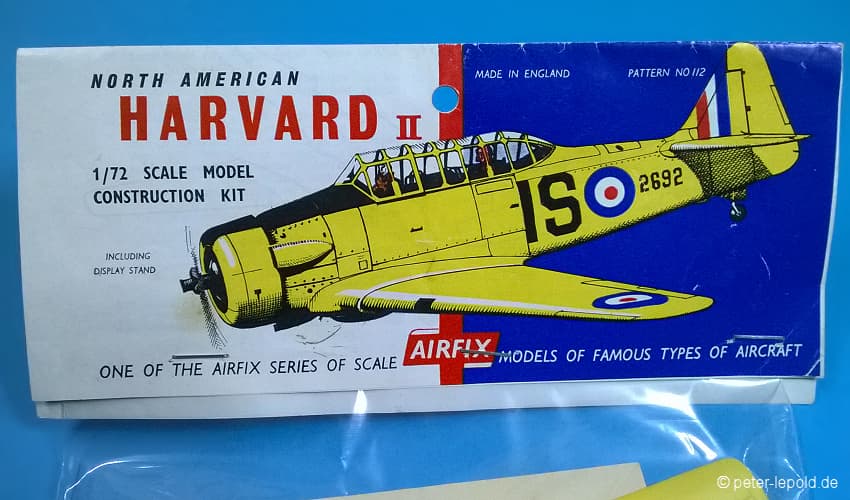 NORTH AMERICAN
HARVARD II
1/72 SCALE MODEL
CONSTRUCTION KIT
INCLUDING
DISPLAY STAND
MADE IN ENGLAND
PATTERN NO 112
IS 2692
ONE OF THE AIRFIX SERIES OF SCALE AIRFIX MODELS OF FAMOUS TYPES OF AIRCRAFT
© peter-lepold.de